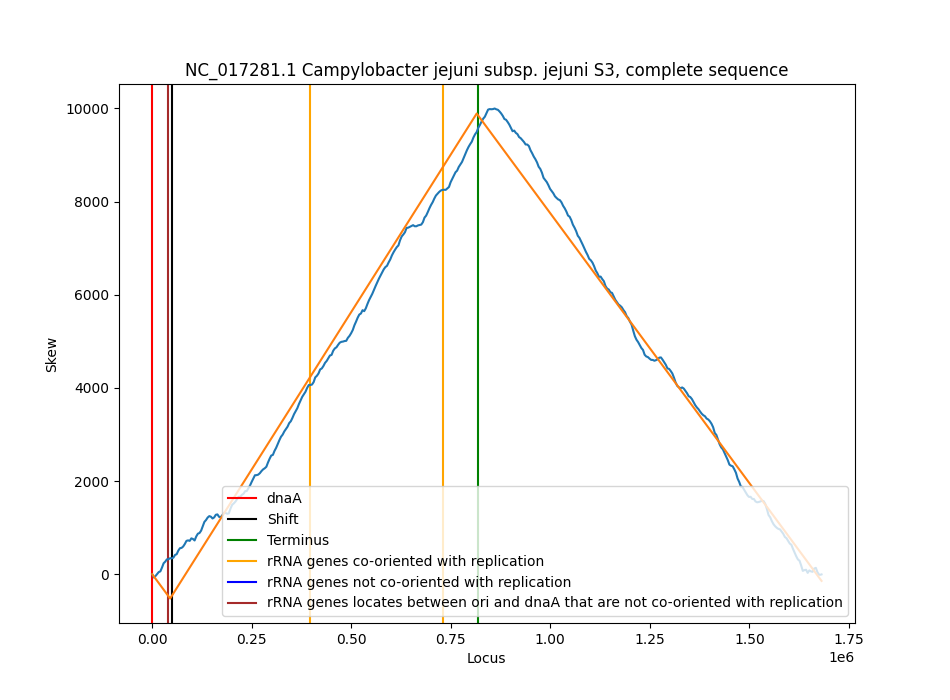 NC_017281.1 Campylobacter jejuni subsp. jejuni S3, complete sequence
10000
8000
6000
4000
2000
0
Skew
dnaA
Shift
Terminus
rRNA genes co-oriented with replication
rRNA genes not co-oriented with replication
rRNA genes locates between ori and dnaA that are not co-oriented with replication
0.00 0.25 0.50 0.75 1.00 1.25 1.50 1.75
1e6
Locus